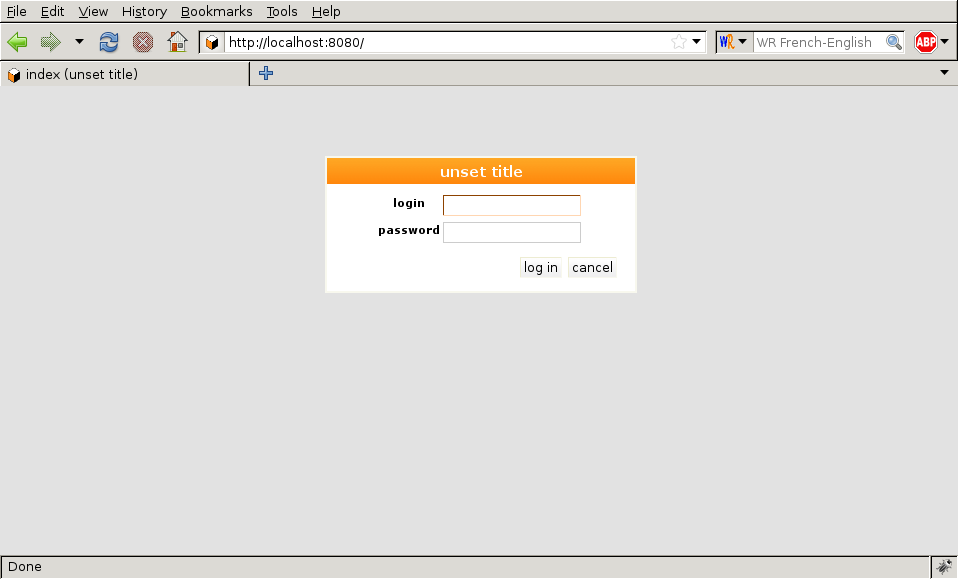 File Edit View History Bookmarks Tools Help
http://localhost:8080/ WR WR French-English ABP
index (unset title)
unset title
login
password
log in cancel
Done